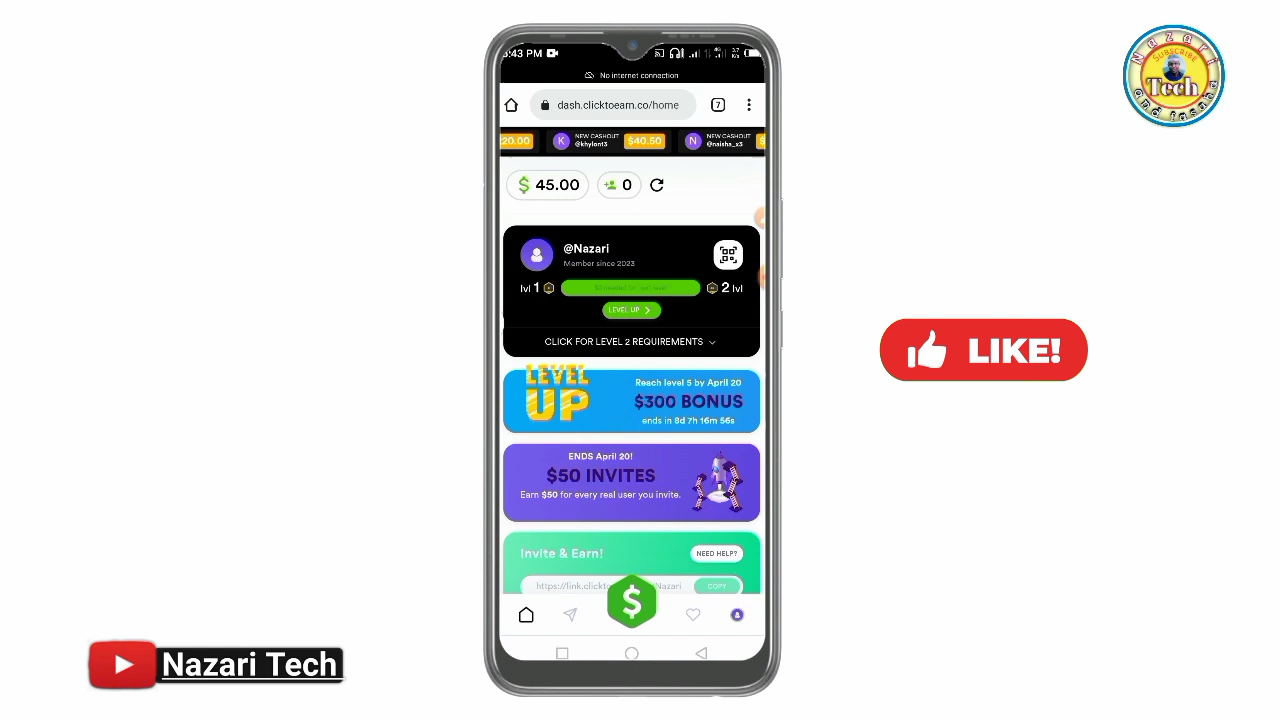 Nazari
SUBSCRIBE
Tech
:43 PM
No internet connection
dash.clicktoearn.co/home
7
20.00
K
NEW CASHOUT
@khylont3
$40.50
N
NEW CASHOUT
@naisha_x3
$
$ 45.00
0
@Nazari
Member since 2023
lvl 1
2 lvl
LEVEL UP
CLICK FOR LEVEL 2 REQUIREMENTS
LEVEL
UP
Reach level 5 by April 20
$300 BONUS
ends in 8d 7h 16m 56s
ENDS April 20!
$50 INVITES
Earn $50 for every real user you invite.
Invite & Earn!
NEED HELP?
COPY
$
LIKE!
Nazari Tech